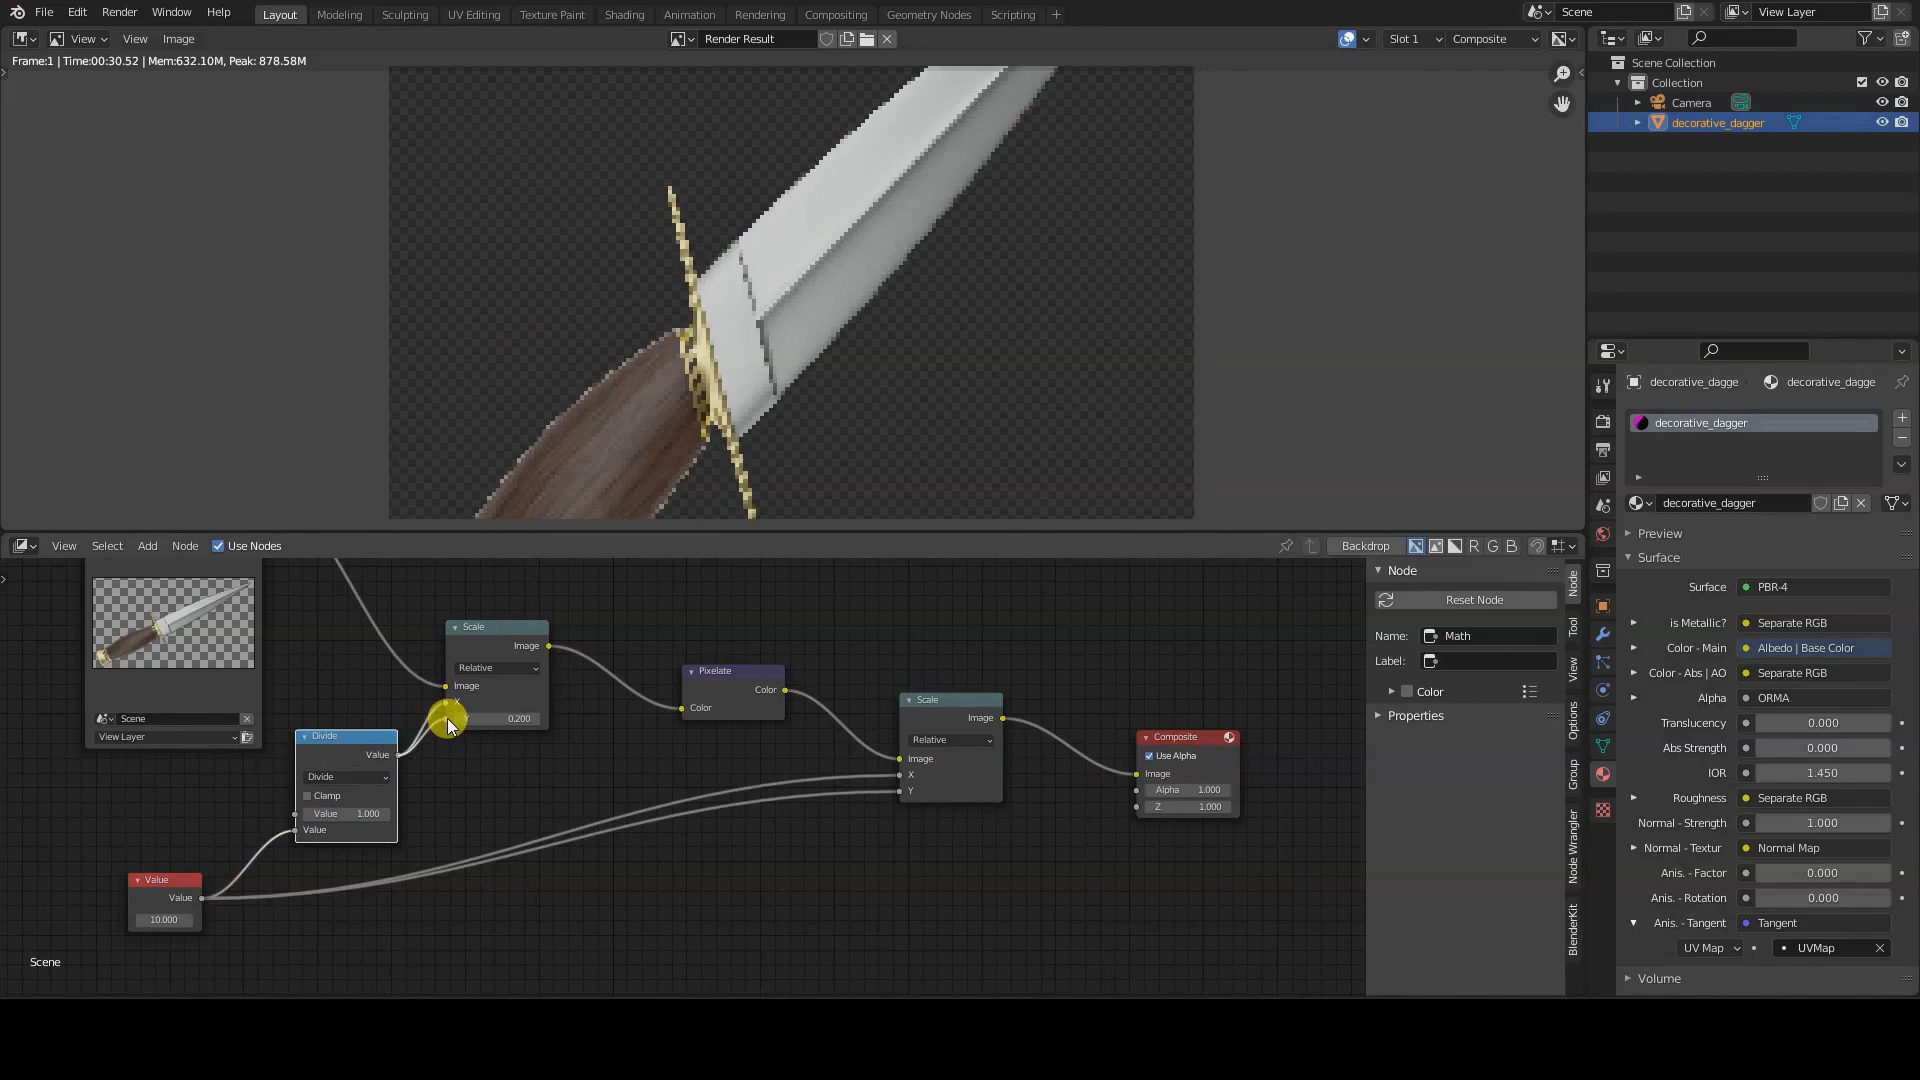 File Edit Render Window Help
Layout Modeling Sculpting UV Editing Texture Paint Shading Animation Rendering Compositing Geometry Nodes Scripting +
Scene
View Layer
View View Image
Render Result
Slot 1
Composite
Frame:1 | Time:00:30.52 | Mem:632.10M, Peak: 878.58M
Scene Collection
Collection
Camera
decorative_dagger
decorative_dagge decorative_dagge
decorative_dagger
decorative_dagger
Preview
Surface
Surface PBR-4
is Metallic? Separate RGB
Color - Main Albedo | Base Color
Color - Abs | AO Separate RGB
Alpha ORMA
Translucency 0.000
Abs Strength 0.000
IOR 1.450
Roughness Separate RGB
Normal - Strength 1.000
Normal - Textur Normal Map
Anis. - Factor 0.000
Anis. - Rotation 0.000
Anis. - Tangent Tangent
UV Map UVMap
Volume
View Select Add Node Use Nodes
Backdrop
R G B
Scene
View Layer
Divide
Value
Divide
Clamp
Value 1.000
Value
Value
Value
10.000
Scale
Image
Relative
Image
X
Y 0.200
Pixelate
Color
Color
Scale
Image
Relative
Image
X
Y
Composite
Use Alpha
Image
Alpha 1.000
Z 1.000
Scene
Node
Reset Node
Name: Math
Label:
Color
Properties
Node
Tool
View
Options
Group
Node Wrangler
BlenderKit